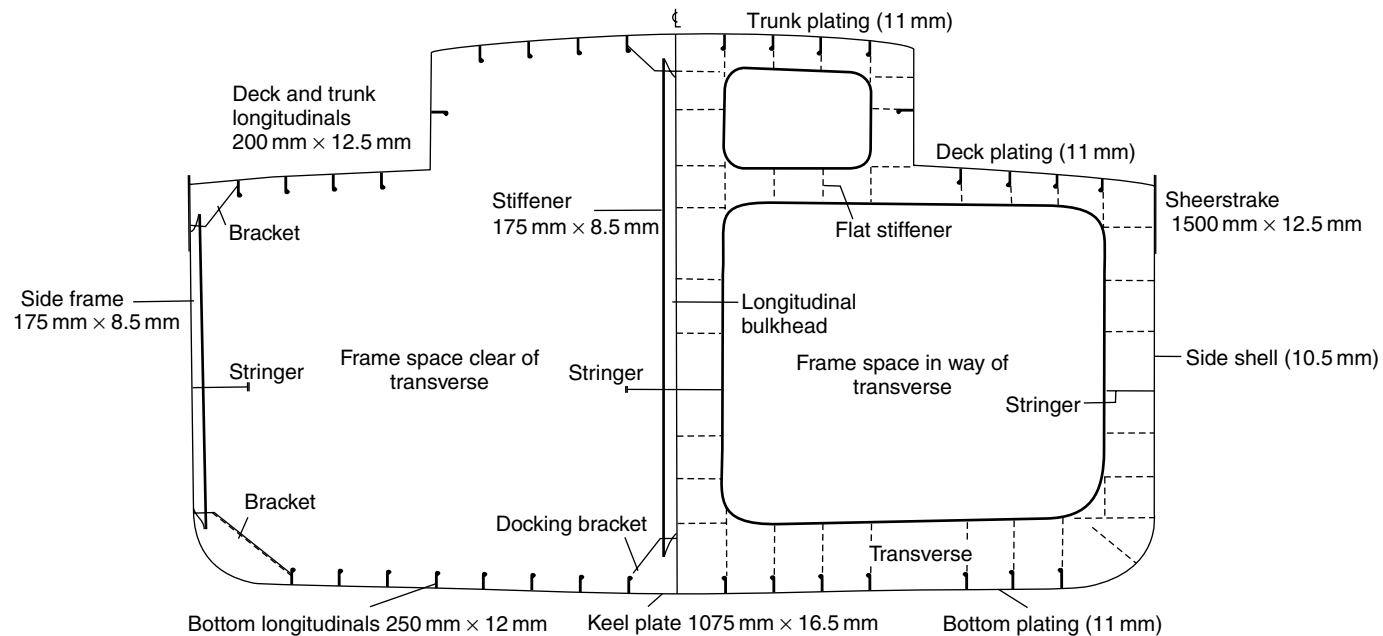 ℄
Trunk plating (11 mm)
Deck and trunk
longitudinals
200 mm × 12.5 mm
Deck plating (11 mm)
Stiffener
175 mm × 8.5 mm
Sheerstrake
1500 mm × 12.5 mm
Bracket
Flat stiffener
Side frame
175 mm × 8.5 mm
Longitudinal
bulkhead
Stringer
Frame space clear of
transverse
Stringer
Frame space in way of
transverse
Side shell (10.5 mm)
Stringer
Bracket
Docking bracket
Transverse
Bottom longitudinals 250 mm × 12 mm
Keel plate 1075 mm × 16.5 mm
Bottom plating (11 mm)